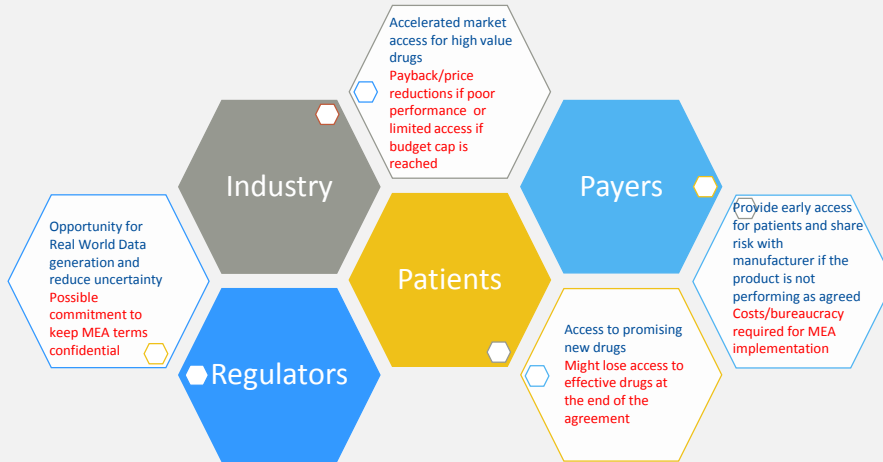 Accelerated market
access for high value
drugs
Payback/price
reductions if poor
performance or
limited access if
budget cap is
reached
Industry
Payers
Opportunity for
Real World Data
generation and
reduce uncertainty
Possible
commitment to
keep MEA terms
confidential
Patients
Provide early access
for patients and share
risk with
manufacturer if the
product is not
performing as agreed
Costs/bureaucracy
required for MEA
implementation
Regulators
Access to promising
new drugs
Might lose access to
effective drugs at
the end of the
agreement